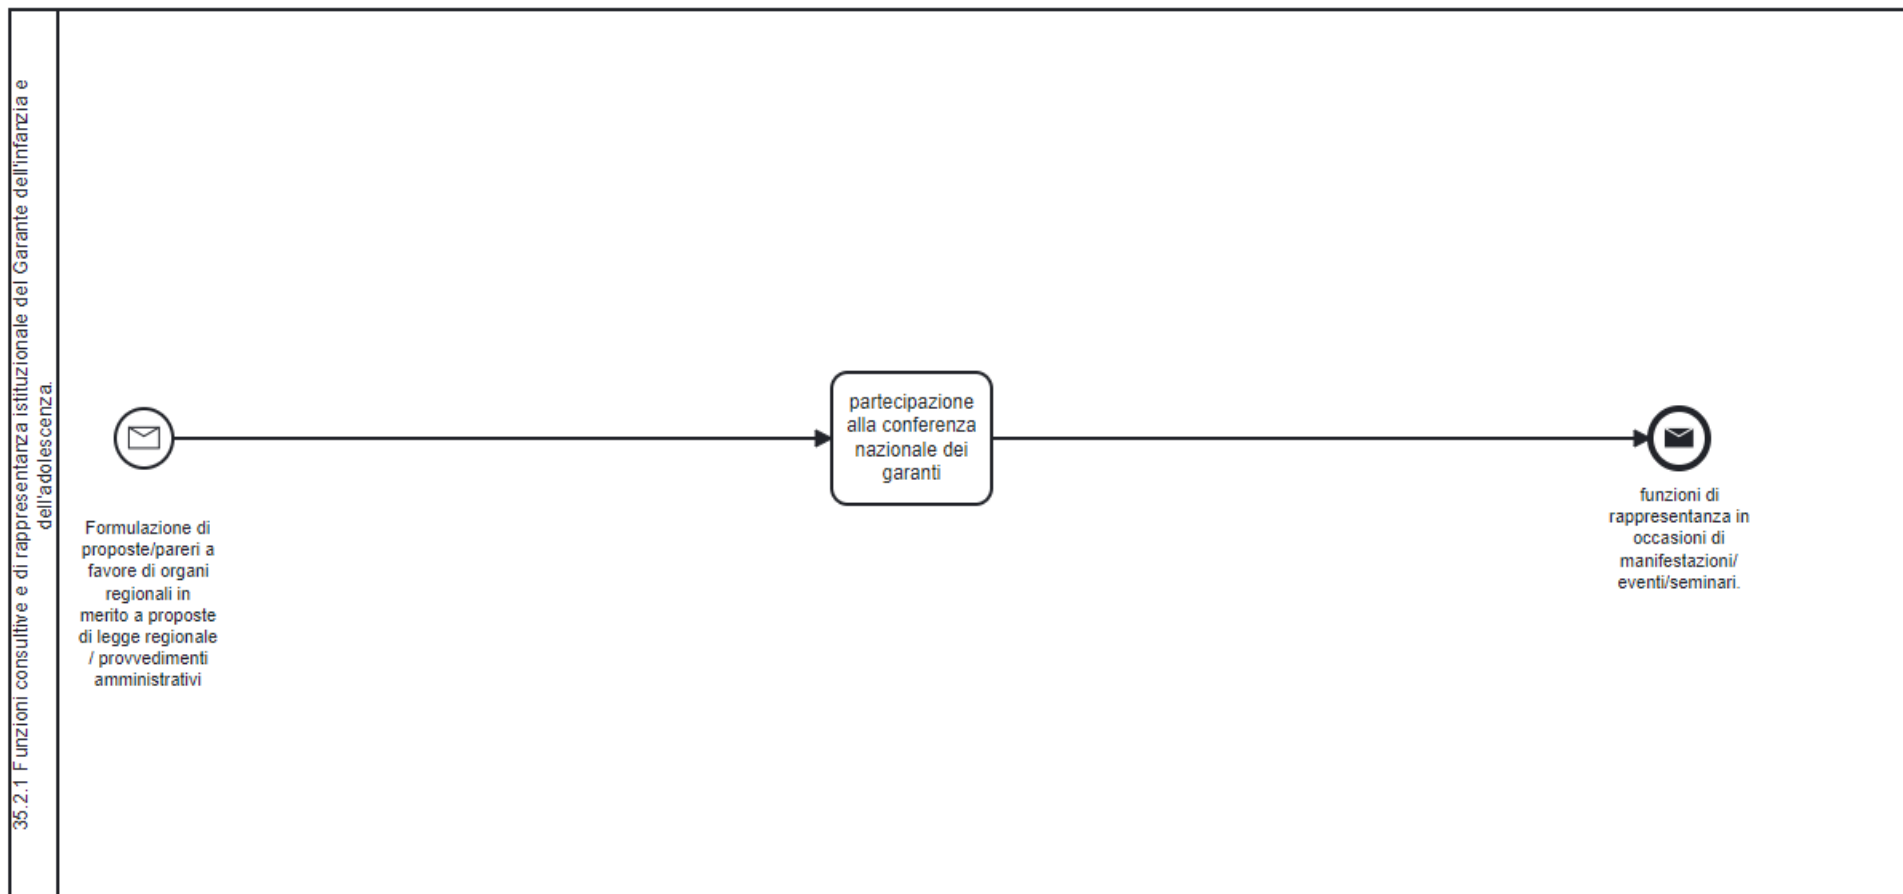 35.2.1 Funzioni consultive e di rappresentanza istituzionale del Garante dell'infanzia e
dell'adolescenza.
Formulazione di
proposte/pareri a
favore di organi
regionali in
merito a proposte
di legge regionale
/ provvedimenti
amministrativi
partecipazione
alla conferenza
nazionale dei
garanti
funzioni di
rappresentanza in
occasioni di
manifestazioni/
eventi/seminari.